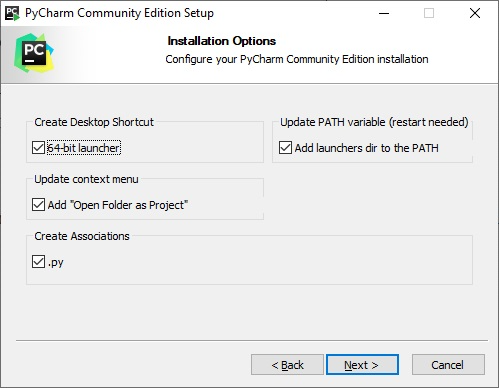 PyCharm Community Edition Setup
PC
Installation Options
Configure your PyCharm Community Edition installation
Create Desktop Shortcut
64-bit launcher
Update PATH variable (restart needed)
Add launchers dir to the PATH
Update context menu
Add "Open Folder as Project"
Create Associations
.py
< Back
Next >
Cancel